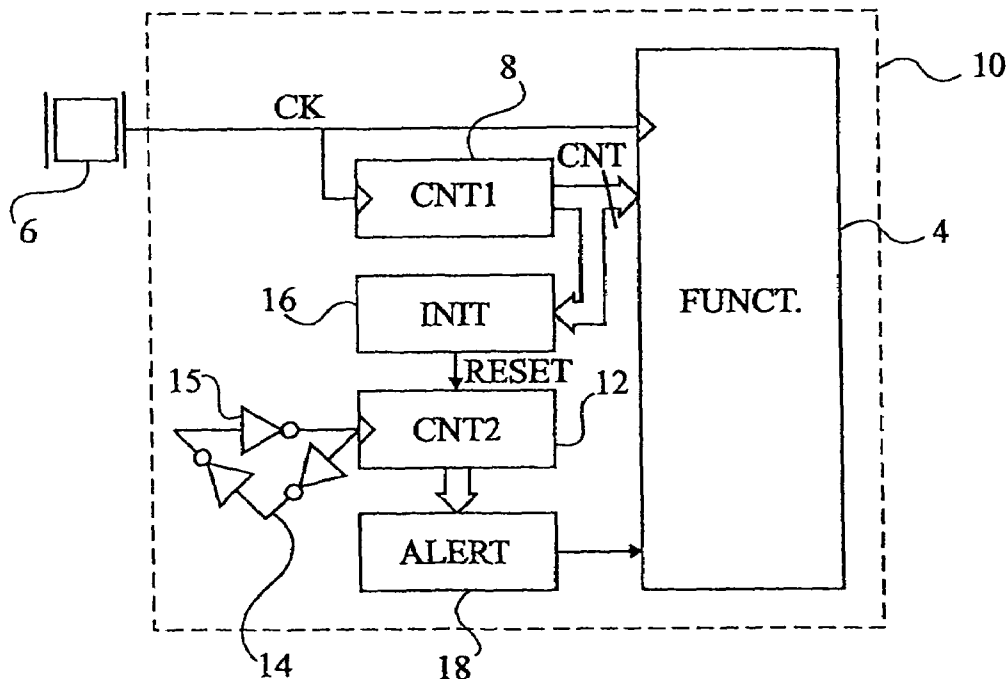 10
CK
8
CNT
CNT1
6
4
16
INIT
FUNCT.
RESET
15
12
CNT2
ALERT
14
18